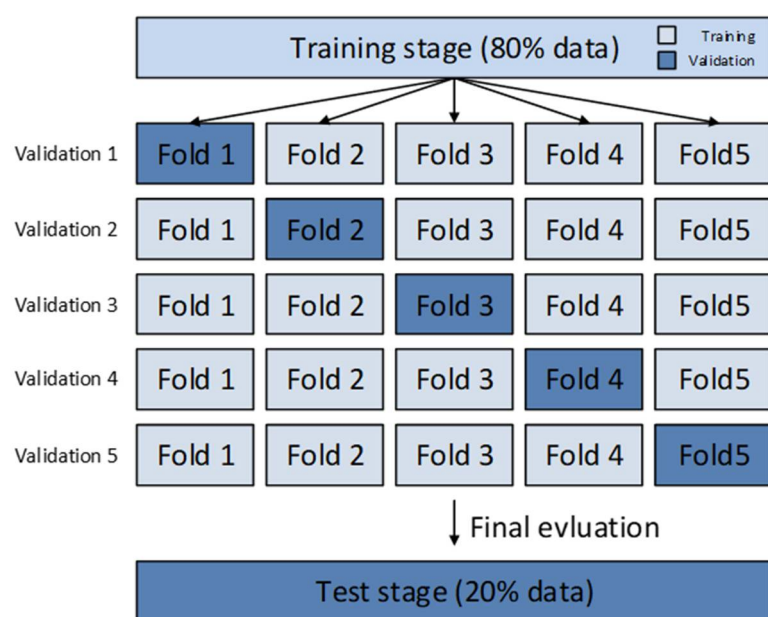 Training stage (80% data)
Training
Validation
Validation 1
Fold 1
Fold 2
Fold 3
Fold 4
Fold5
Validation 2
Fold 1
Fold 2
Fold 3
Fold 4
Fold5
Validation 3
Fold 1
Fold 2
Fold 3
Fold 4
Fold5
Validation 4
Fold 1
Fold 2
Fold 3
Fold 4
Fold5
Validation 5
Fold 1
Fold 2
Fold 3
Fold 4
Fold5
Final evluation
Test stage (20% data)